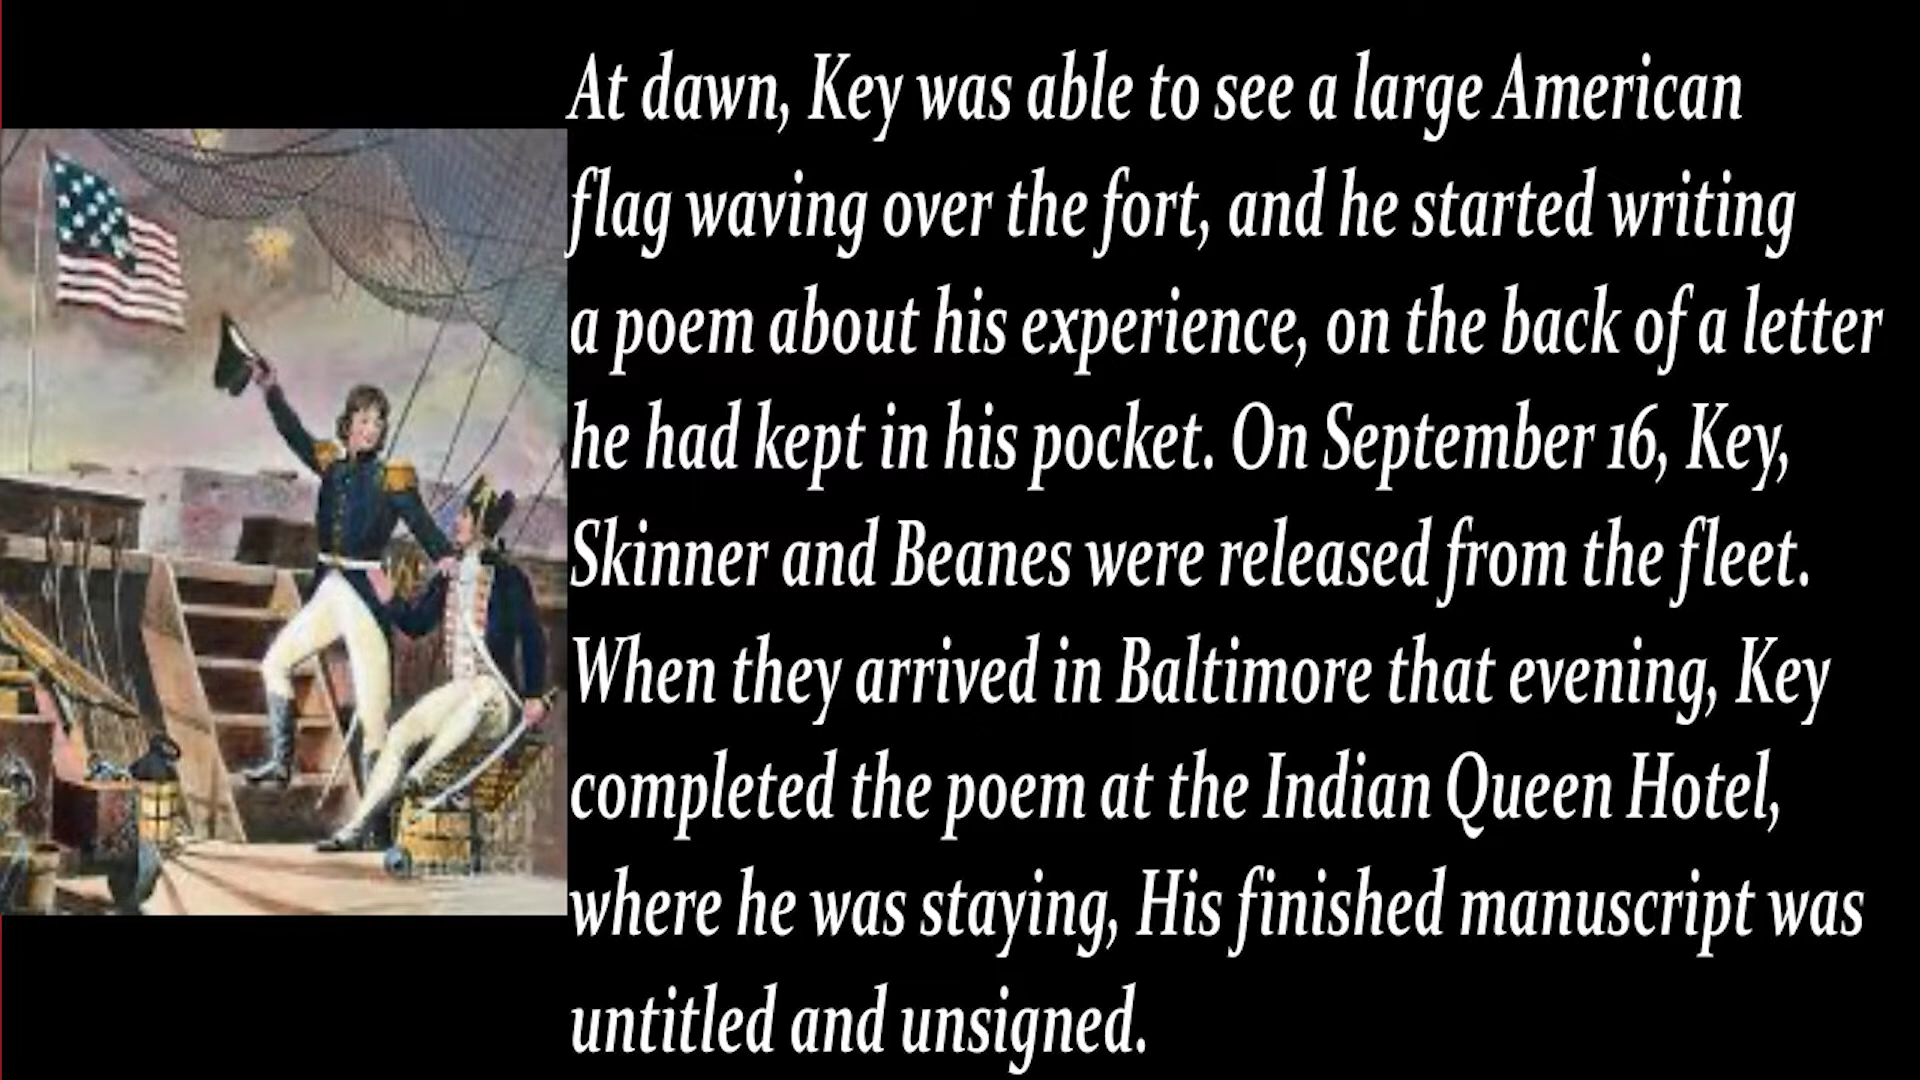 At dawn, Key was able to see a large American
flag waving over the fort, and he started writing
a poem about his experience, on the back of a letter
he had kept in his pocket. On September 16, Key,
Skinner and Beanes were released from the fleet.
When they arrived in Baltimore that evening, Key
completed the poem at the Indian Queen Hotel,
where he was staying, His finished manuscript was
untitled and unsigned.